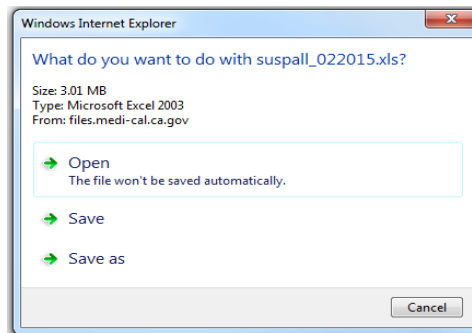 Windows Internet Explorer
What do you want to do with suspall_022015.xls?
Size: 3.01 MB
Type: Microsoft Excel 2003
From: files.medi-cal.ca.gov
Open
The file won't be saved automatically.
Save
Save as
Cancel